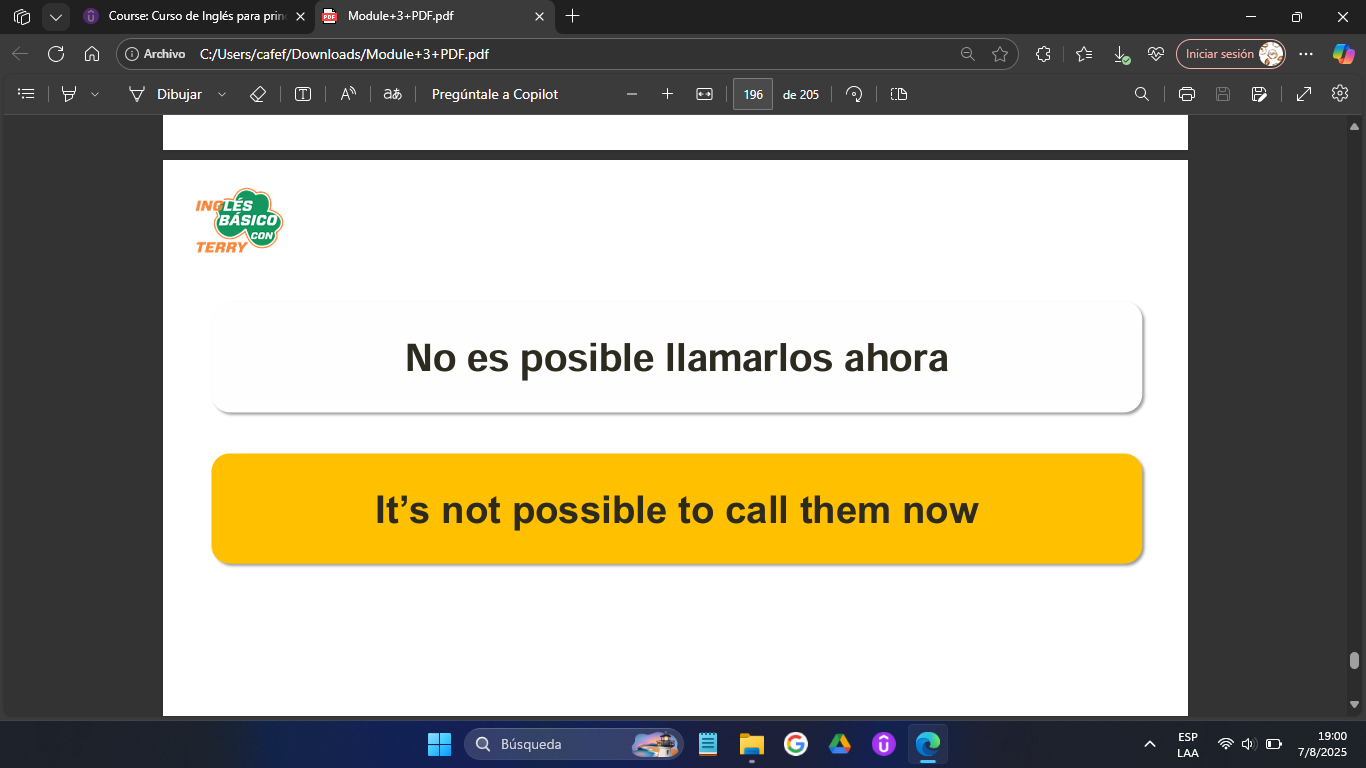 Course: Curso de Inglés para prin
Module+3+PDF.pdf
Archivo
C:/Users/cafef/Downloads/Module+3+PDF.pdf
Iniciar sesión
Dibujar
Pregúntale a Copilot
196
de 205
INGLÉS
BÁSICO
CON
TERRY
No es posible llamarlos ahora
It’s not possible to call them now
Búsqueda
ESP
LAA
19:00
7/8/2025